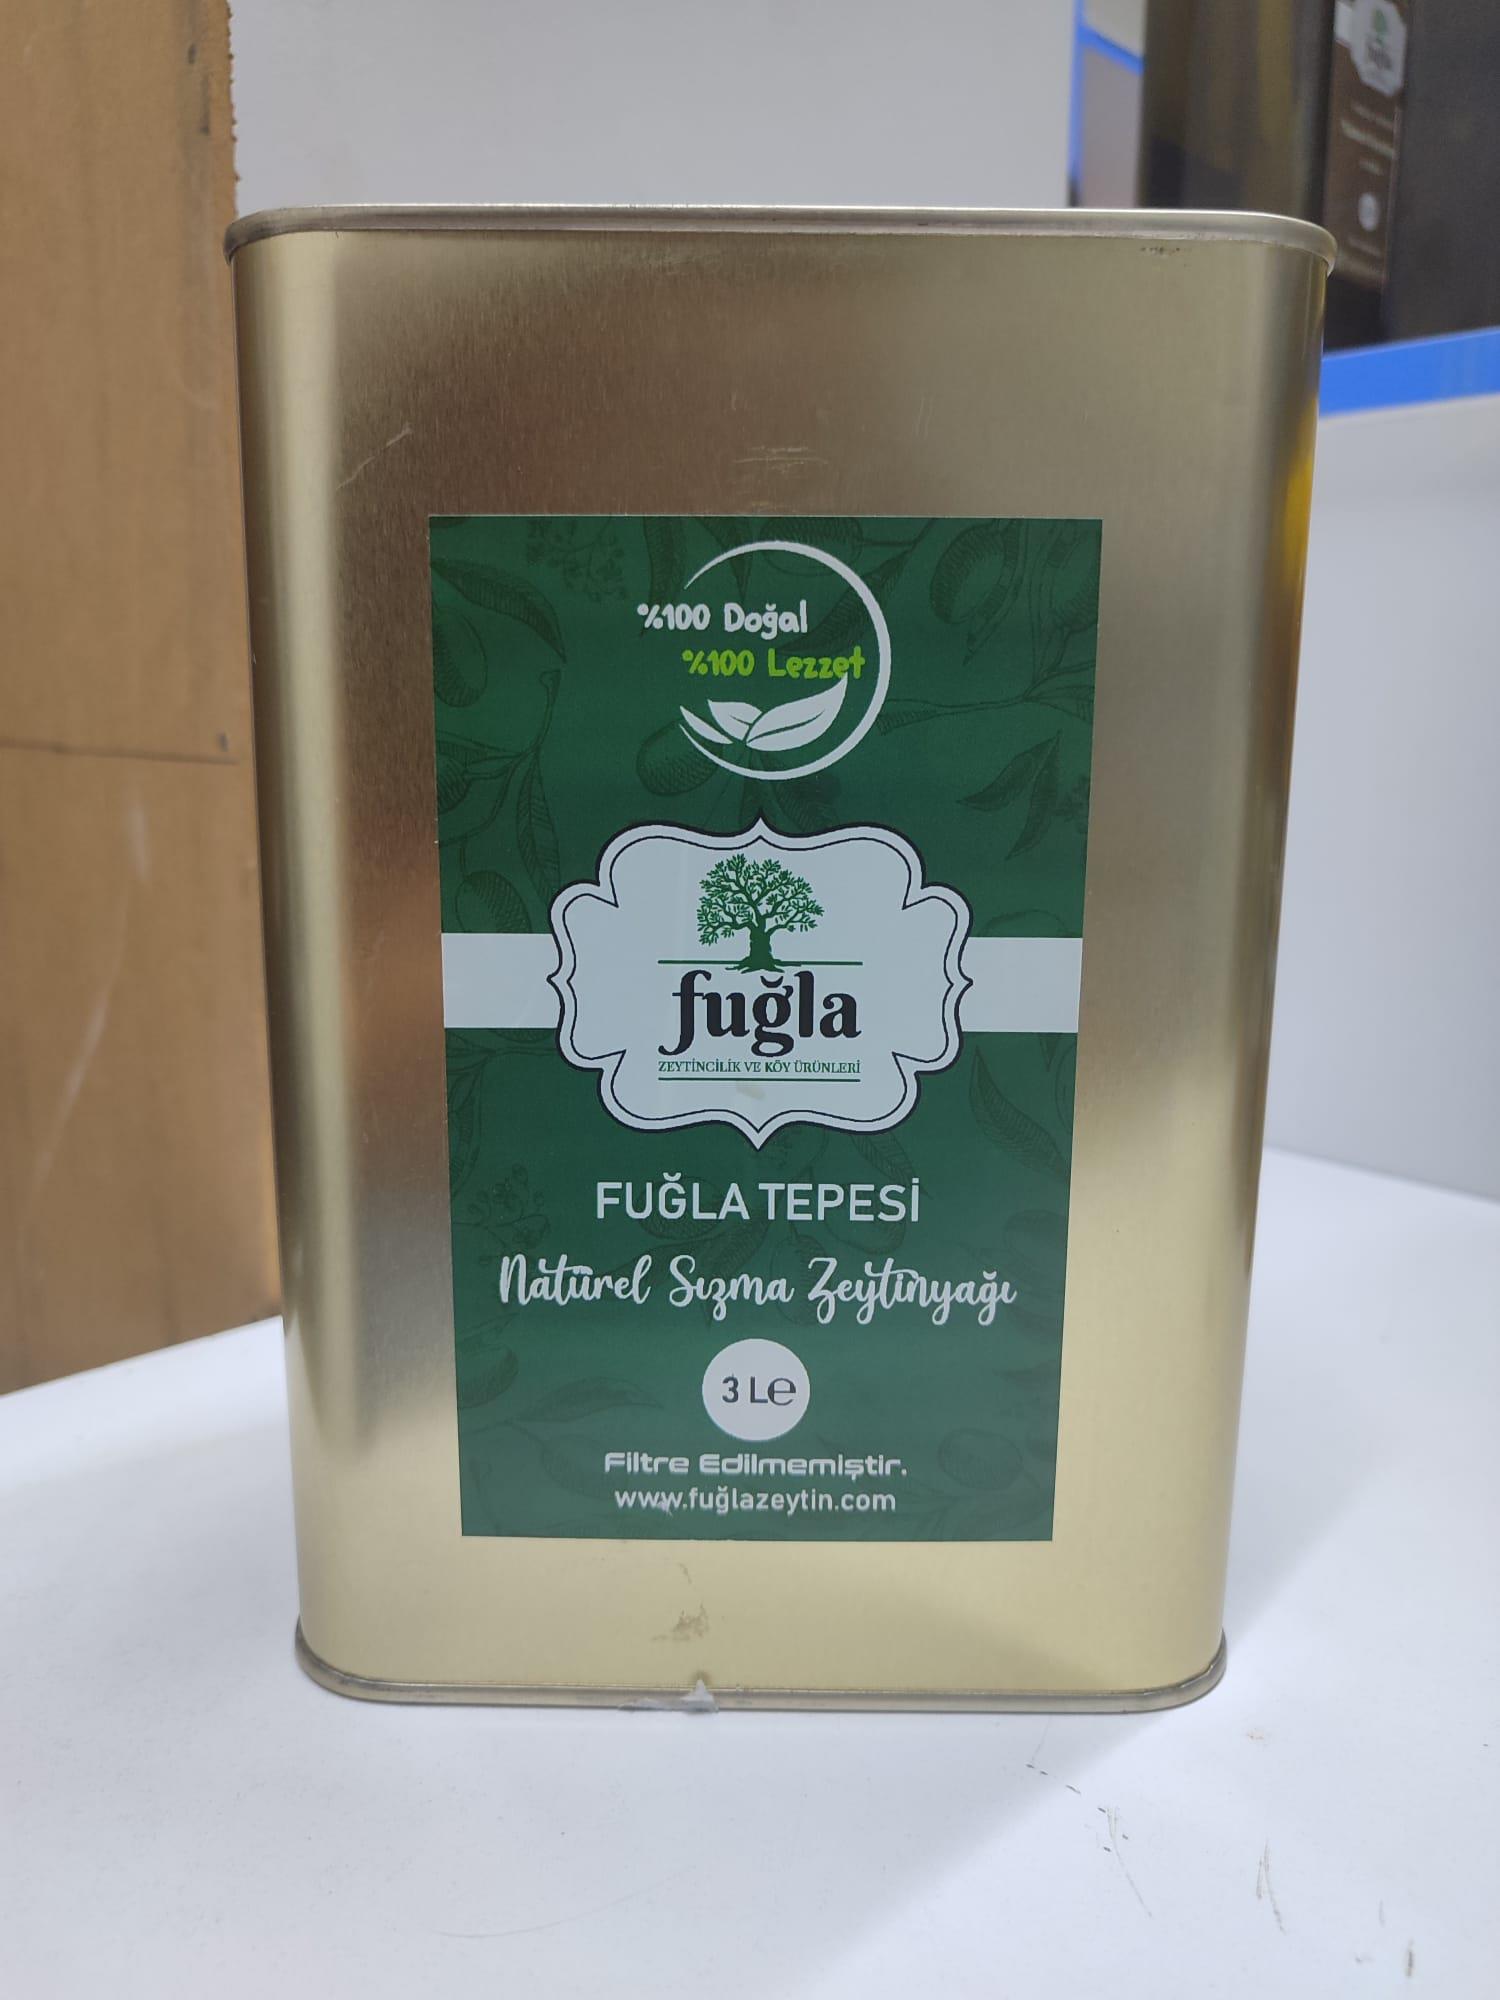 %100 Doğal
%100 Lezzet
fuğla
ZEYTİNCİLİK VE KÖY ÜRÜNLERİ
FUĞLA TEPESİ
Natürel Sızma Zeytinyağı
3 L℮
Filtre Edilmemiştir.
www.fuğlazeytin.com